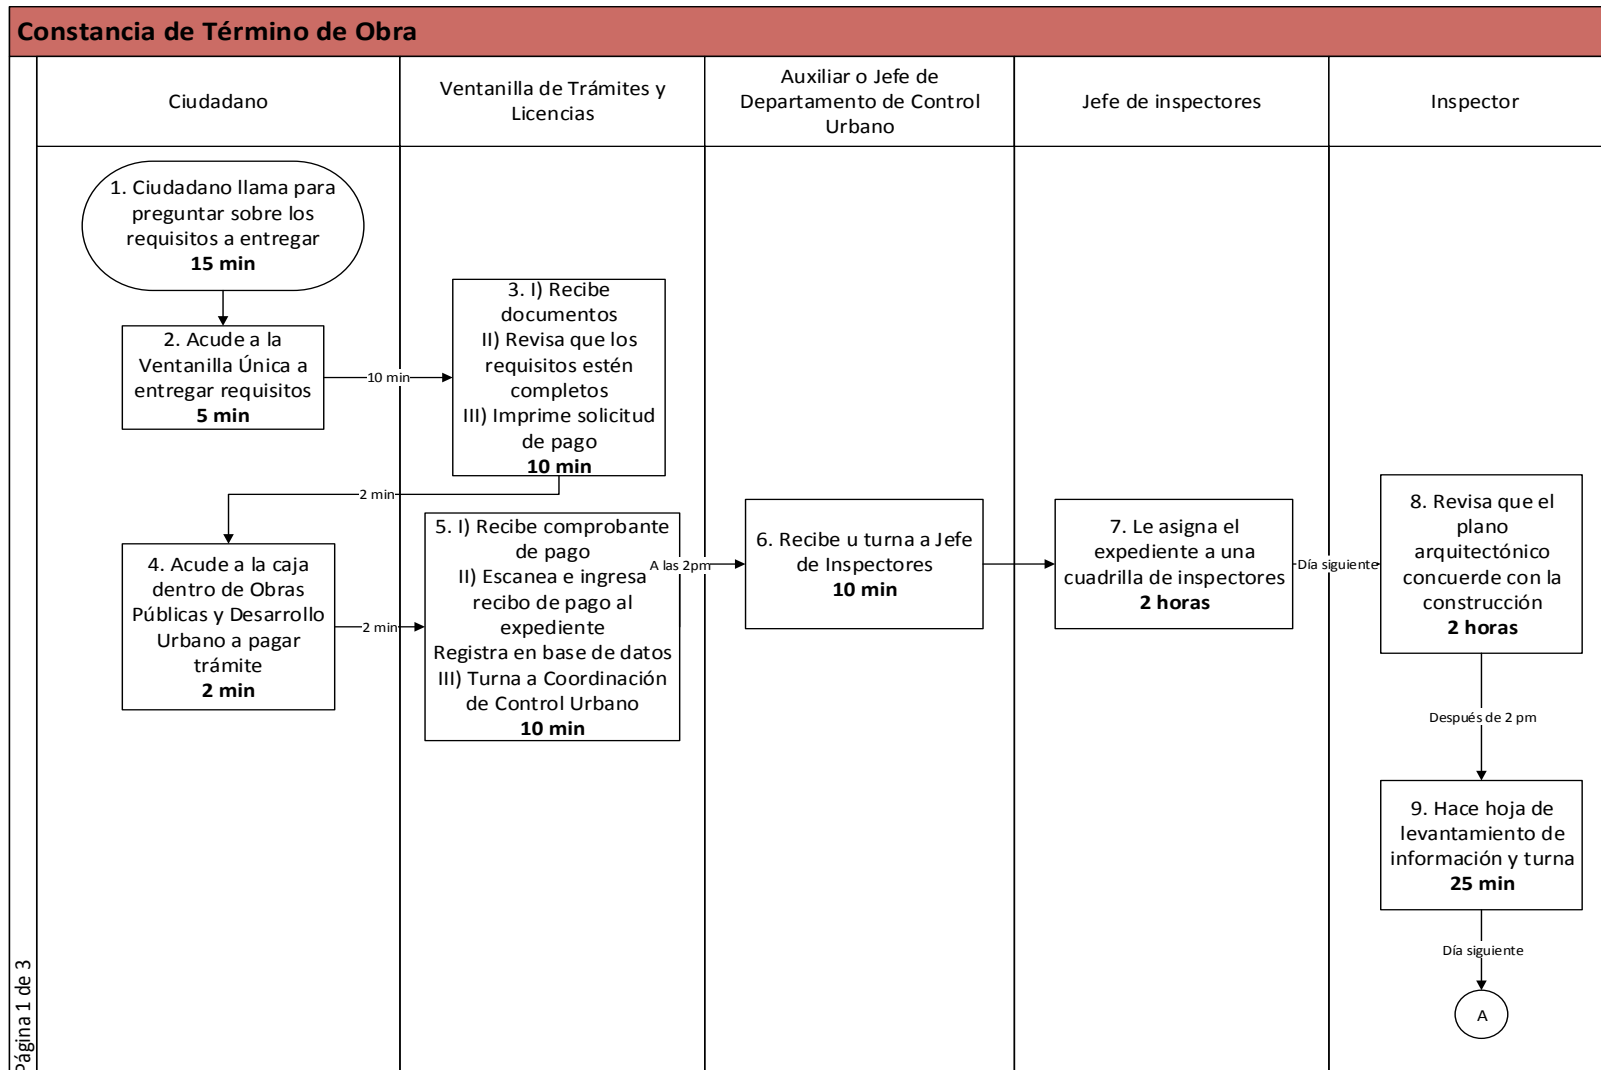 Constancia de Término de Obra
Ciudadano
Ventanilla de Trámites y
Licencias
Auxiliar o Jefe de
Departamento de Control
Urbano
Jefe de inspectores
Inspector
1. Ciudadano llama para
preguntar sobre los
requisitos a entregar
15 min
2. Acude a la
Ventanilla Única a
entregar requisitos
5 min
10 min
3. I) Recibe
documentos
II) Revisa que los
requisitos estén
completos
III) Imprime solicitud
de pago
10 min
2 min
4. Acude a la caja
dentro de Obras
Públicas y Desarrollo
Urbano a pagar
trámite
2 min
2 min
5. I) Recibe comprobante
de pago
II) Escanea e ingresa
recibo de pago al
expediente
Registra en base de datos
III) Turna a Coordinación
de Control Urbano
10 min
A las 2pm
6. Recibe u turna a Jefe
de Inspectores
10 min
7. Le asigna el
expediente a una
cuadrilla de inspectores
2 horas
Día siguiente
8. Revisa que el
plano
arquitectónico
concuerde con la
construcción
2 horas
Después de 2 pm
9. Hace hoja de
levantamiento de
información y turna
25 min
Día siguiente
A
Página 1 de 3